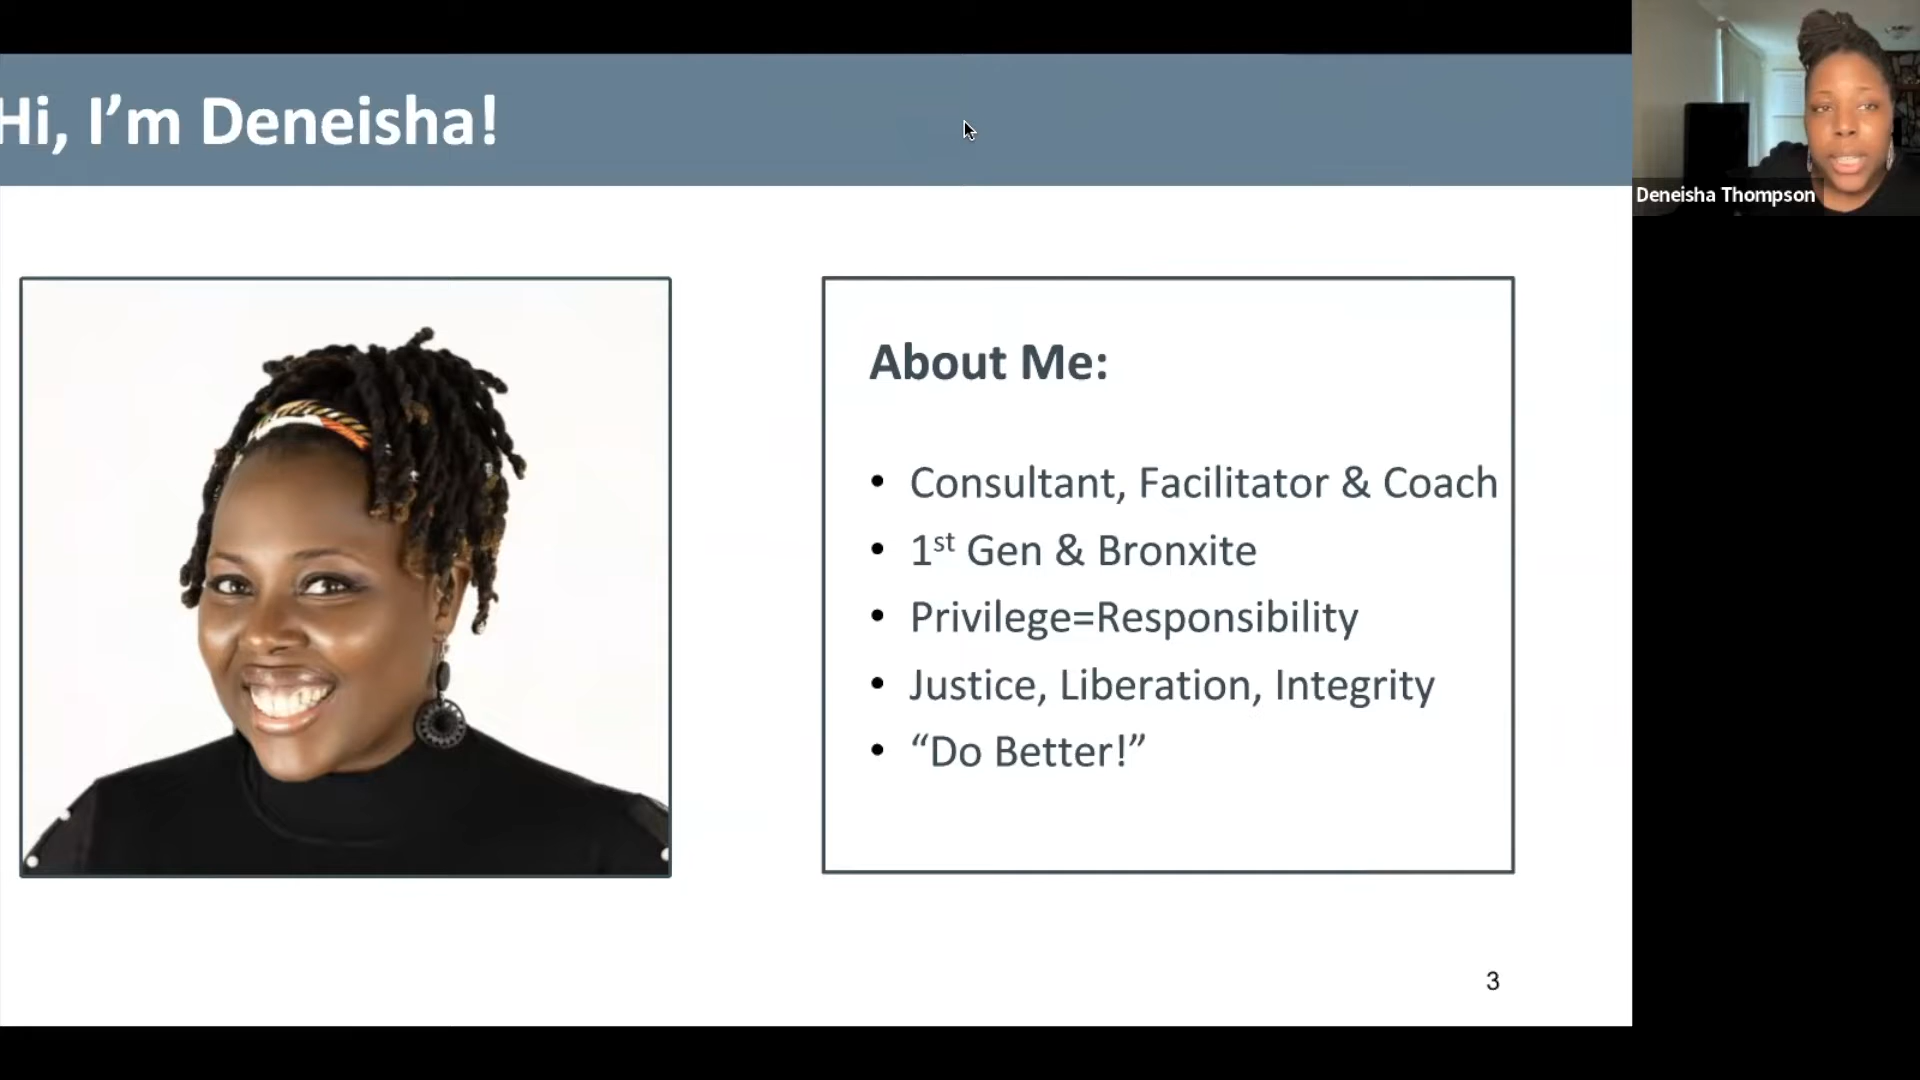 Hi, I’m Deneisha!
Deneisha Thompson
About Me:
• Consultant, Facilitator & Coach
• 1st Gen & Bronxite
• Privilege=Responsibility
• Justice, Liberation, Integrity
• “Do Better!”
3